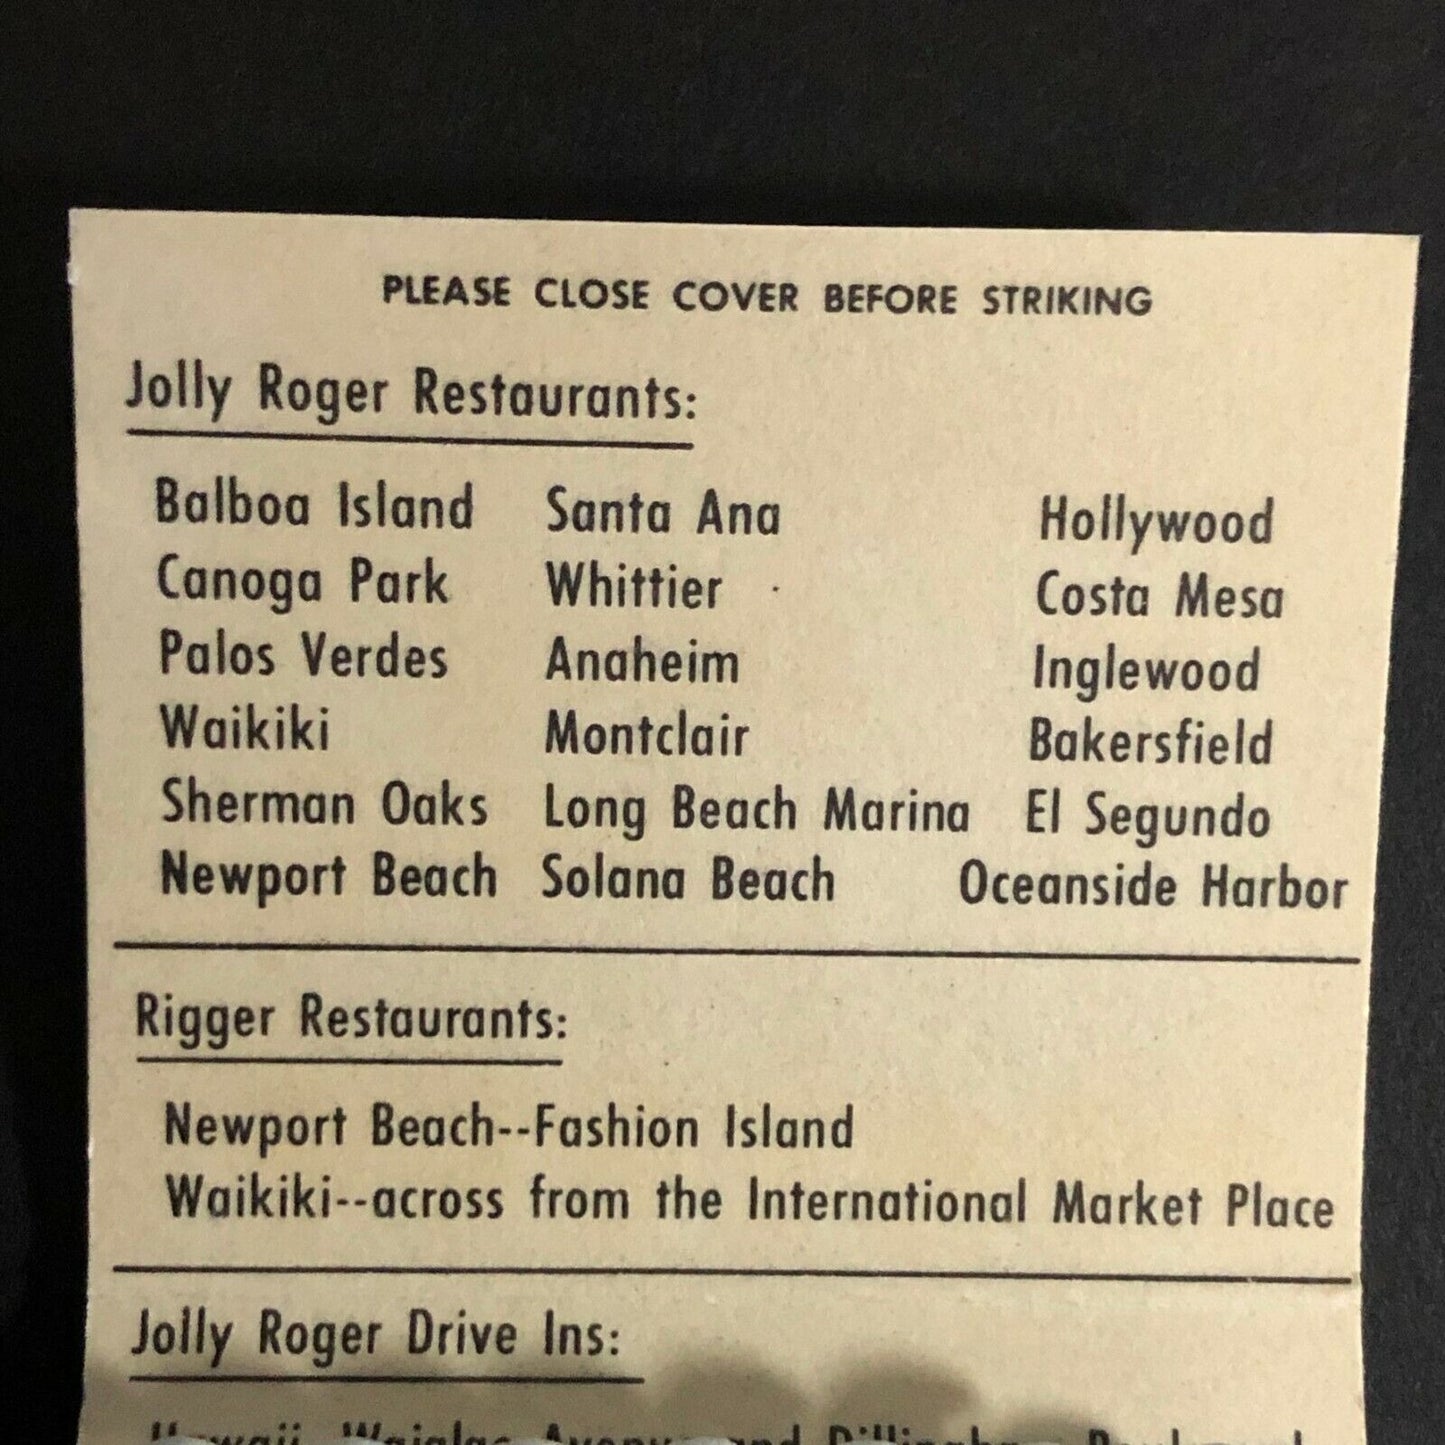 PLEASE CLOSE COVER BEFORE STRIKING
Jolly Roger Restaurants:
Balboa Island Santa Ana Hollywood
Canoga Park Whittier Costa Mesa
Palos Verdes Anaheim Inglewood
Waikiki Montclair Bakersfield
Sherman Oaks Long Beach Marina El Segundo
Newport Beach Solana Beach Oceanside Harbor
Rigger Restaurants:
Newport Beach--Fashion Island
Waikiki--across from the International Market Place
Jolly Roger Drive Ins:
and